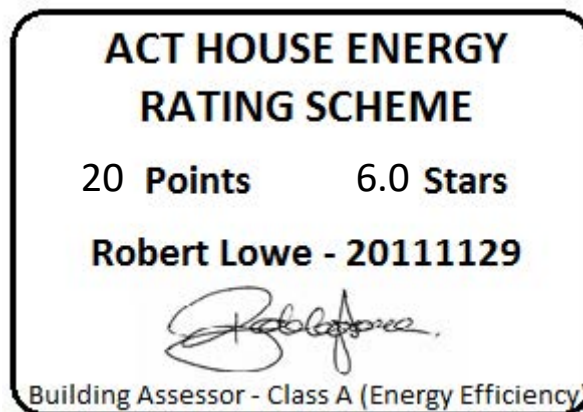 ACT HOUSE ENERGY
RATING SCHEME
20 Points 6.0 Stars
Robert Lowe - 20111129
Building Assessor - Class A (Energy Efficiency)